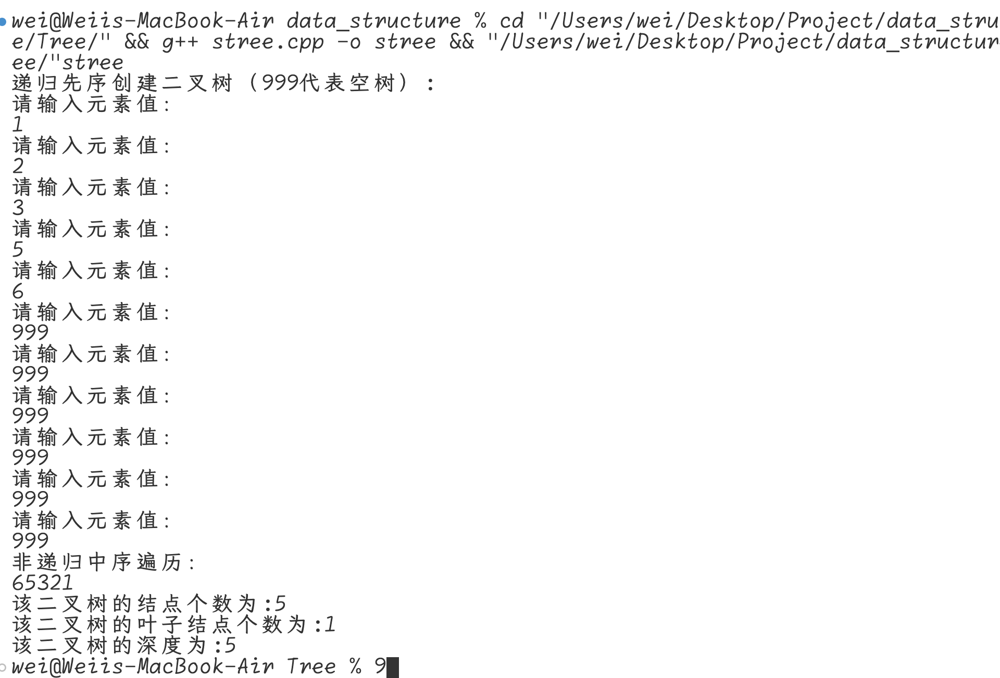 wei@Weiis-MacBook-Air data_structure % cd "/Users/wei/Desktop/Project/data_stru
e/Tree/" && g++ stree.cpp -o stree && "/Users/wei/Desktop/Project/data_structur
ee/"stree
递归先序创建二叉树（999代表空树）：
请输入元素值：
1
请输入元素值：
2
请输入元素值：
3
请输入元素值：
5
请输入元素值：
6
请输入元素值：
999
请输入元素值：
999
请输入元素值：
999
请输入元素值：
999
请输入元素值：
999
请输入元素值：
999
非递归中序遍历：
65321
该二叉树的结点个数为:5
该二叉树的叶子结点个数为:1
该二叉树的深度为:5
wei@Weiis-MacBook-Air Tree % 9